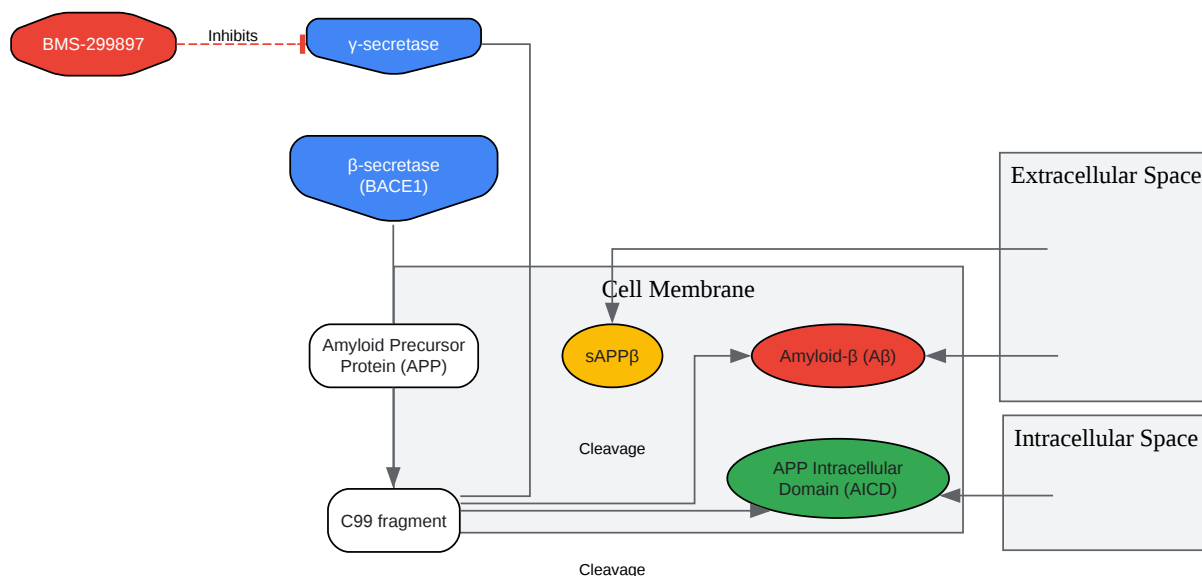 BMS-299897
Inhibits
γ-secretase
β-secretase
(BACE1)
Extracellular Space
Cell Membrane
Amyloid Precursor
Protein (APP)
sAPPβ
Amyloid-β (Aβ)
Intracellular Space
Cleavage
APP Intracellular
Domain (AICD)
C99 fragment
Cleavage